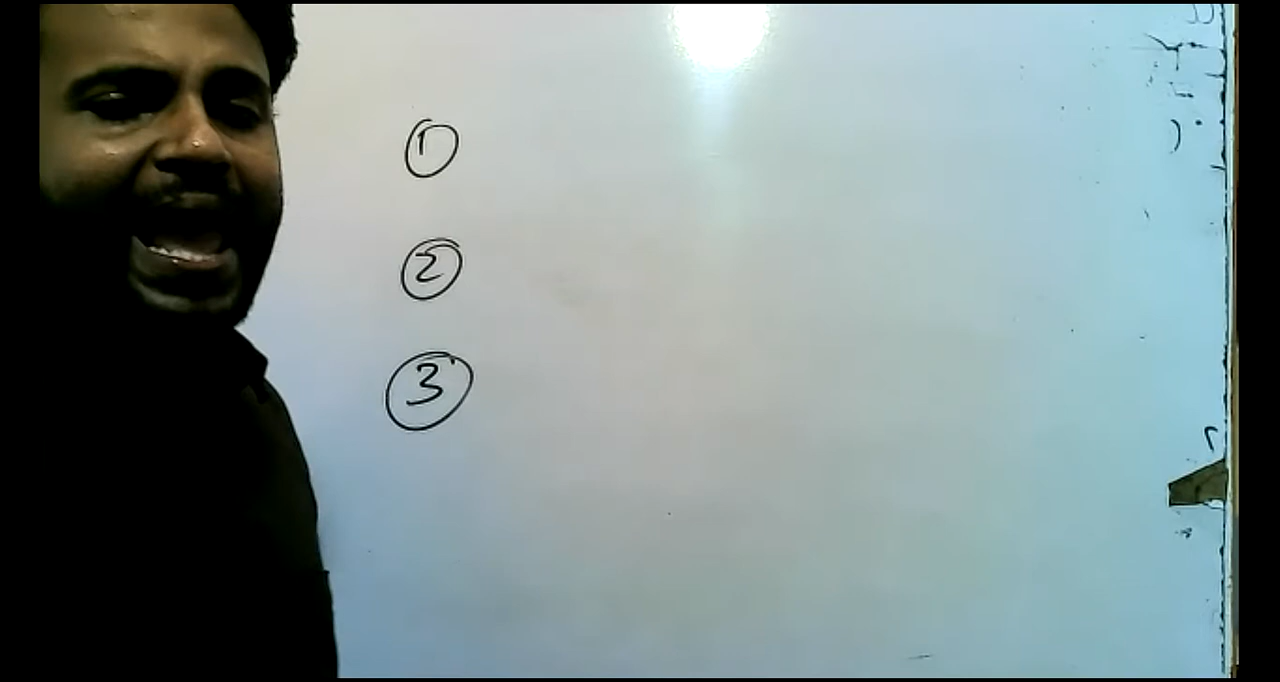 ①
②
③